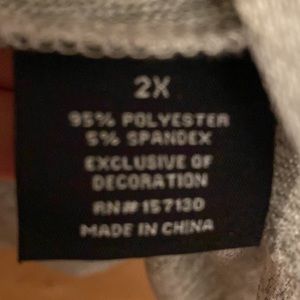 2X
95% POLYESTER
5% SPANDEX
EXCLUSIVE OF
DECORATION
RN# 157130
MADE IN CHINA